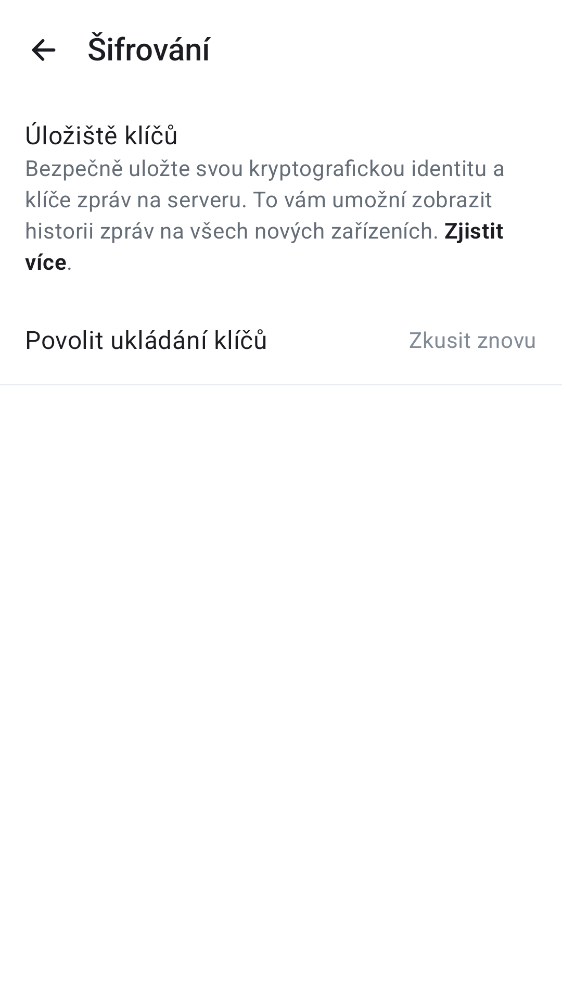 Šifrování
Úložiště klíčů
Bezpečně uložte svou kryptografickou identitu a
klíče zpráv na serveru. To vám umožní zobrazit
historii zpráv na všech nových zařízeních. Zjistit
více.
Povolit ukládání klíčů Zkusit znovu